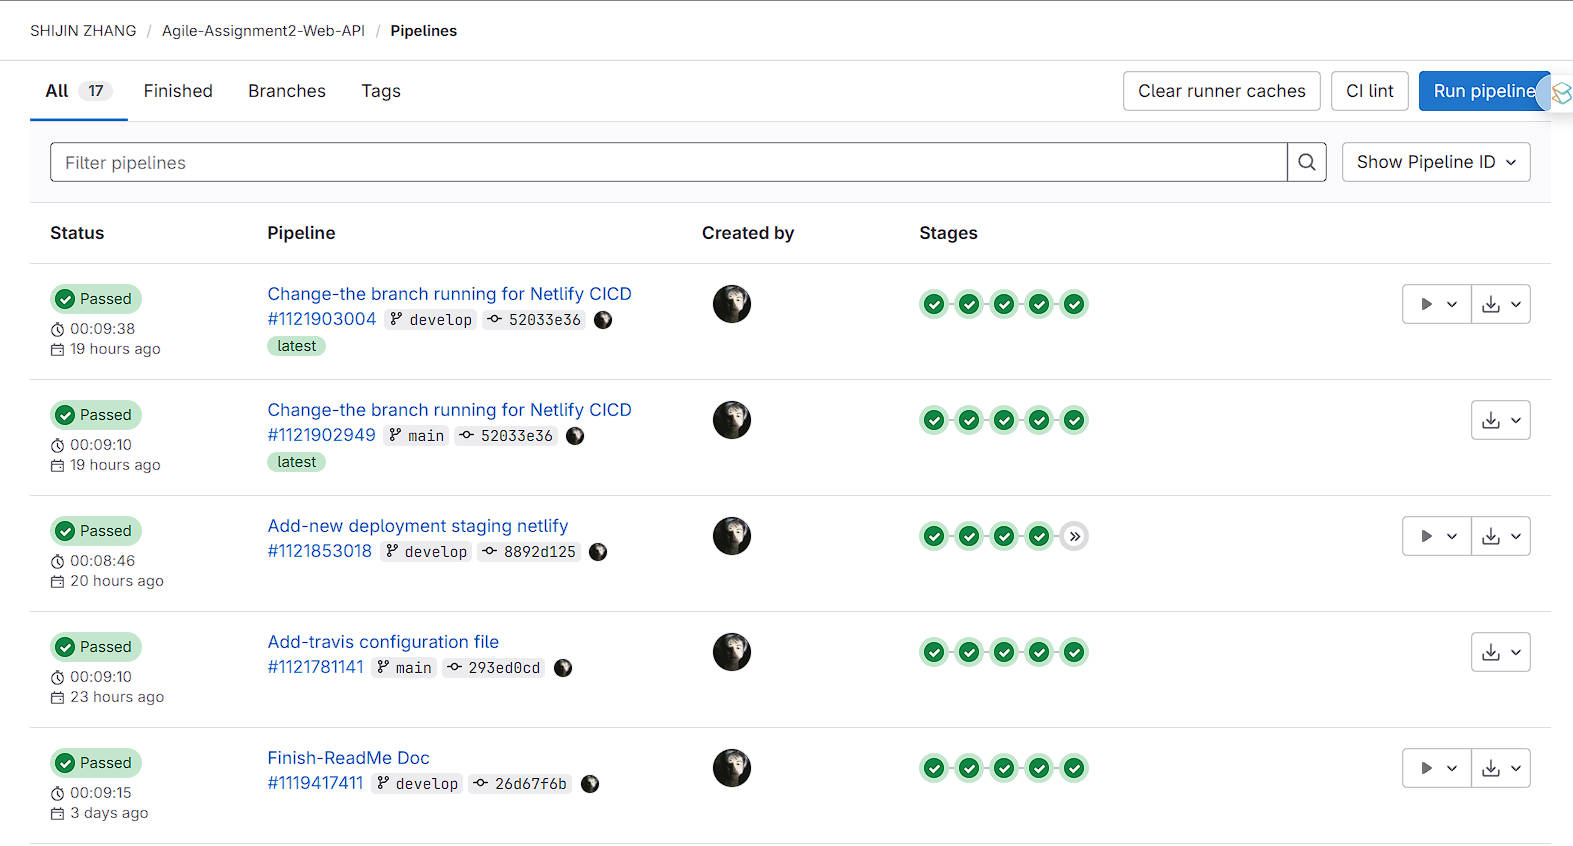 SHIJIN ZHANG / Agile-Assignment2-Web-API / Pipelines
All 17 Finished Branches Tags Clear runner caches CI lint Run pipeline
Filter pipelines Show Pipeline ID
Status Pipeline Created by Stages
Passed Change-the branch running for Netlify CICD
00:09:38 #1121903004 develop 52033e36
19 hours ago latest
Passed Change-the branch running for Netlify CICD
00:09:10 #1121902949 main 52033e36
19 hours ago latest
Passed Add-new deployment staging netlify
00:08:46 #1121853018 develop 8892d125
20 hours ago
Passed Add-travis configuration file
00:09:10 #1121781141 main 293ed0cd
23 hours ago
Passed Finish-ReadMe Doc
00:09:15 #1119417411 develop 26d67f6b
3 days ago